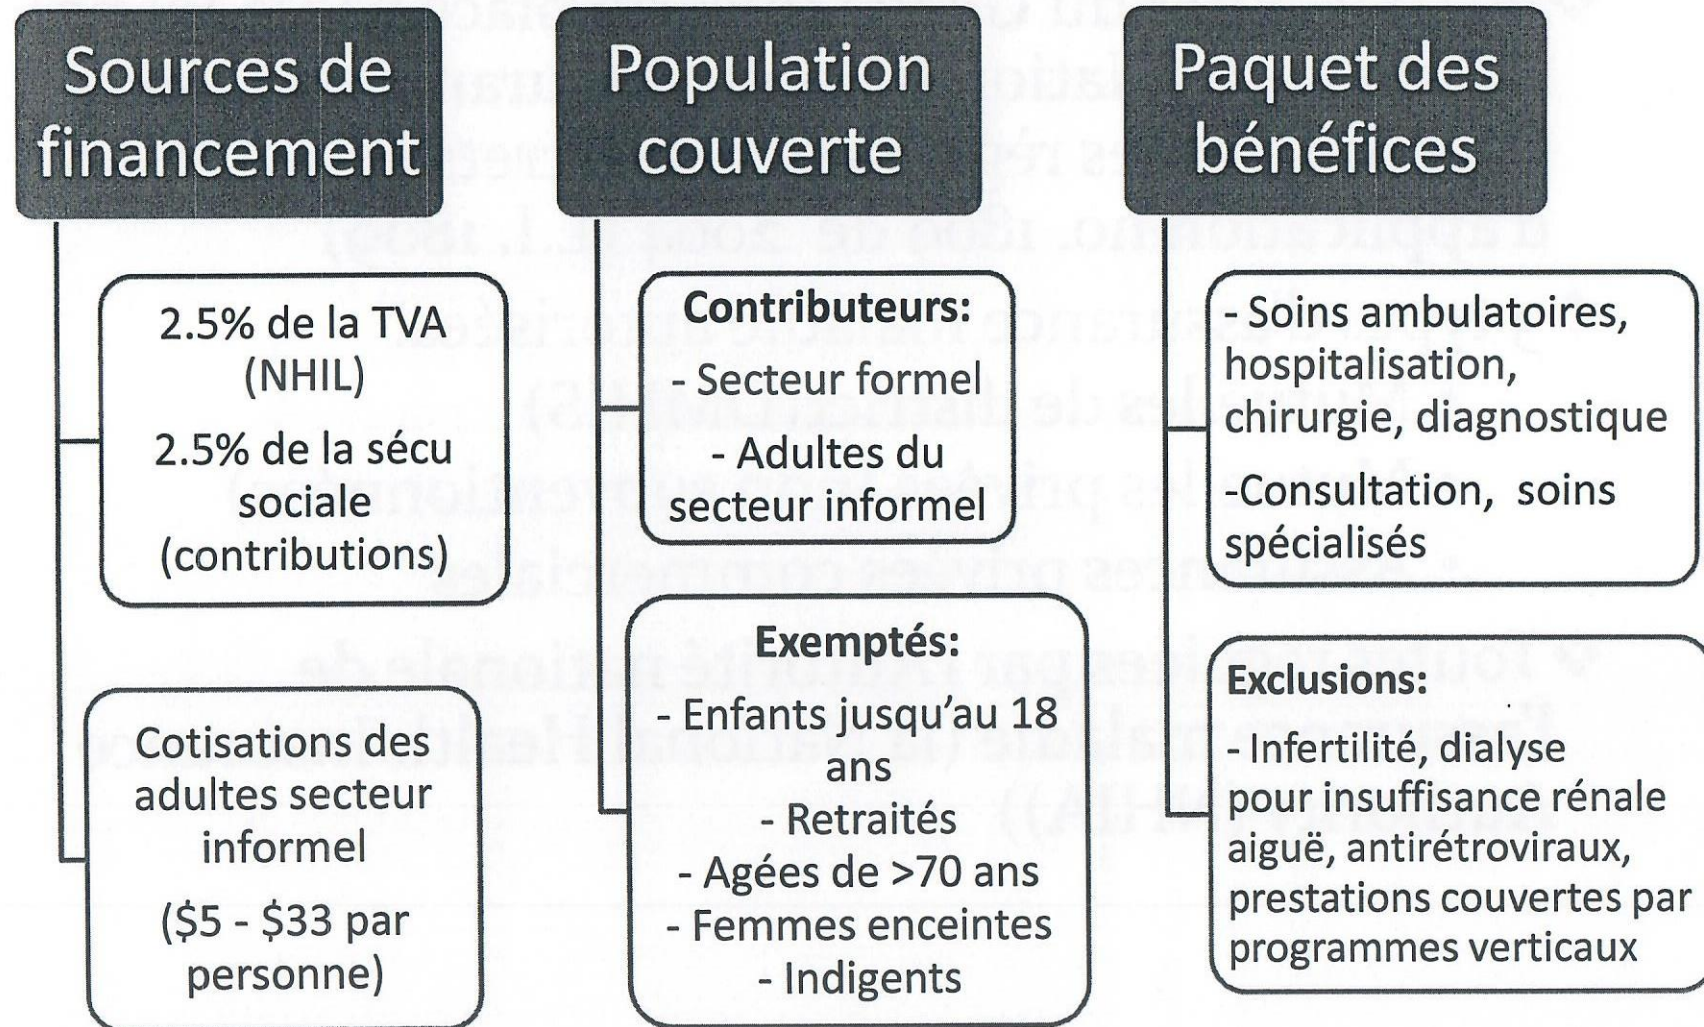 Sources de
financement
2.5% de la TVA
(NHIL)
2.5% de la sécu
sociale
(contributions)
Cotisations des
adultes secteur
informel
($5 - $33 par
personne)
Population
couverte
Contributeurs:
- Secteur formel
- Adultes du
secteur informel
Exemptés:
- Enfants jusqu'au 18
ans
- Retraités
- Agées de >70 ans
- Femmes enceintes
- Indigents
Paquet des
bénéfices
- Soins ambulatoires,
hospitalisation,
chirurgie, diagnostique
-Consultation, soins
spécialisés
Exclusions:
- Infertilité, dialyse
pour insuffisance rénale
aiguë, antirétroviraux,
prestations couvertes par
programmes verticaux